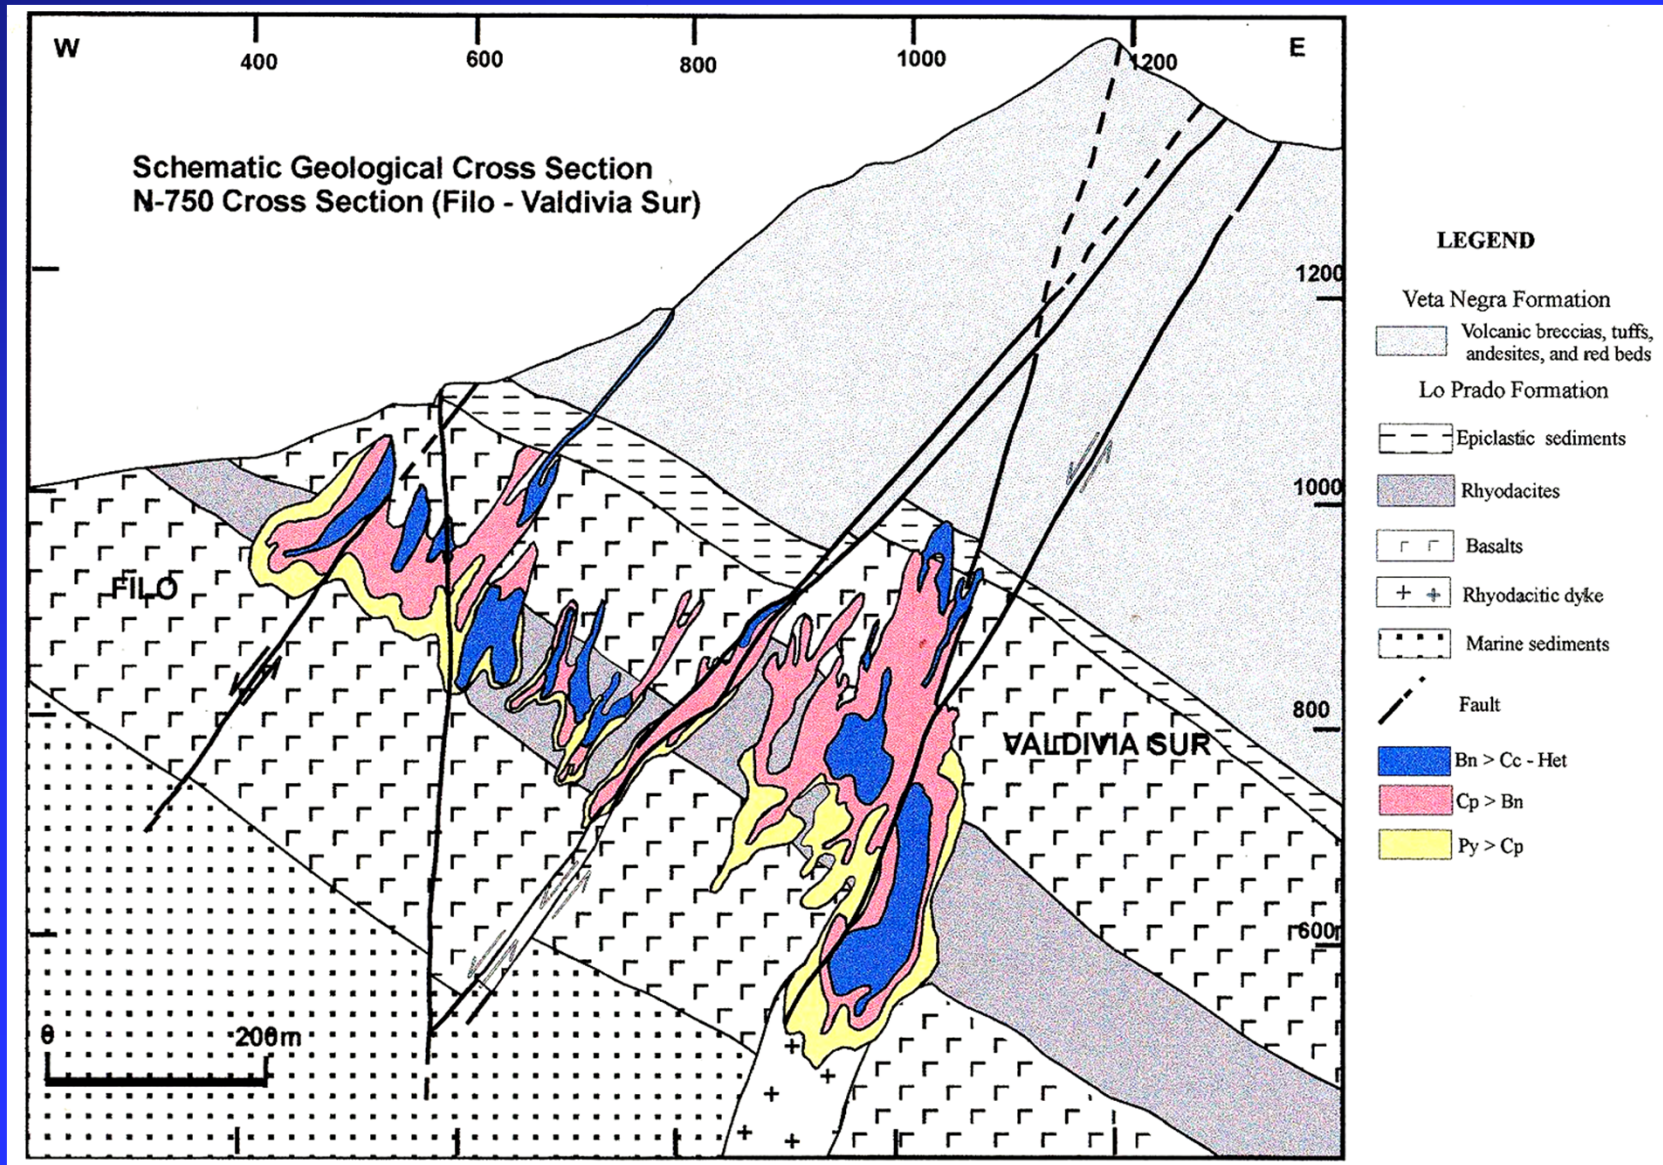 W
E
400
600
800
1000
1200
Schematic Geological Cross Section
N-750 Cross Section (Filo - Valdivia Sur)
1200
1000
800
600
FILO
VALDIVIA SUR
0
200m
LEGEND
Veta Negra Formation
Volcanic breccias, tuffs,
andesites, and red beds
Lo Prado Formation
Epiclastic sediments
Rhyodacites
Basalts
Rhyodacitic dyke
Marine sediments
Fault
Bn > Cc - Het
Cp > Bn
Py > Cp